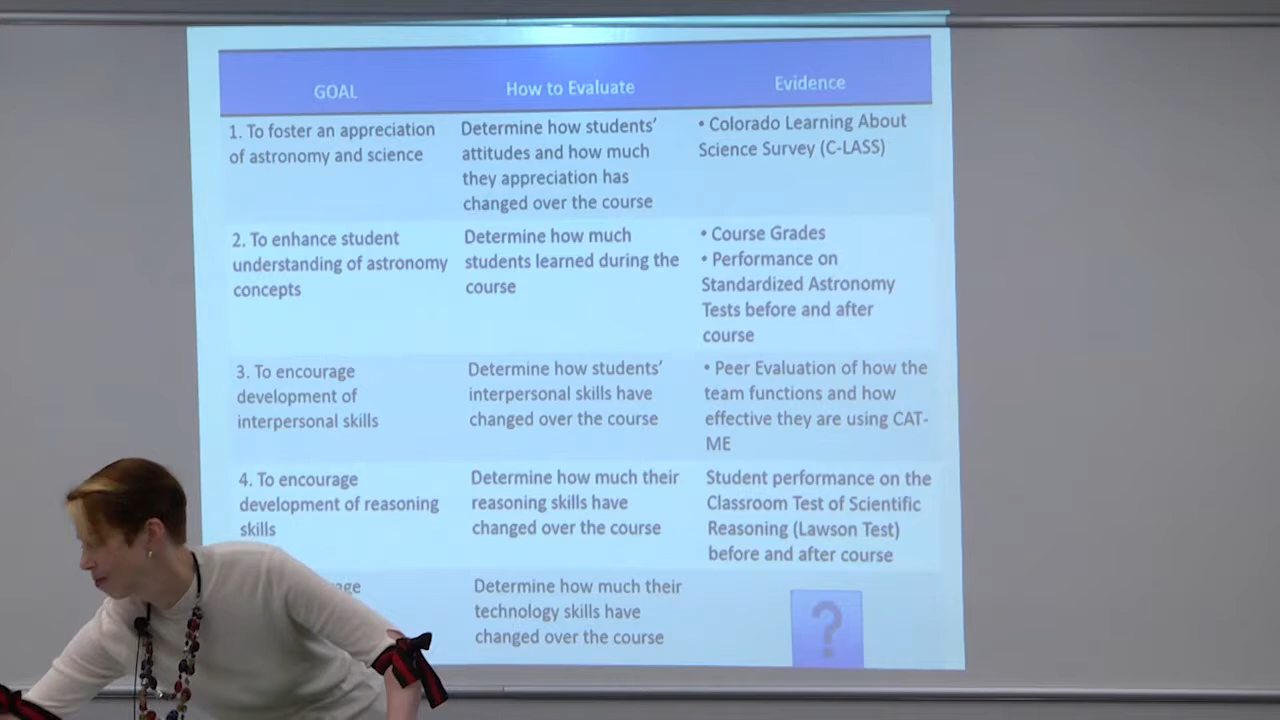 GOAL
How to Evaluate
Evidence
1. To foster an appreciation
of astronomy and science
Determine how students'
attitudes and how much
they appreciation has
changed over the course
• Colorado Learning About
Science Survey (C-LASS)
2. To enhance student
understanding of astronomy
concepts
Determine how much
students learned during the
course
• Course Grades
• Performance on
Standardized Astronomy
Tests before and after
course
3. To encourage
development of
interpersonal skills
Determine how students'
interpersonal skills have
changed over the course
• Peer Evaluation of how the
team functions and how
effective they are using CAT-
ME
4. To encourage
development of reasoning
skills
Determine how much their
reasoning skills have
changed over the course
Student performance on the
Classroom Test of Scientific
Reasoning (Lawson Test)
before and after course
Determine how much their
technology skills have
changed over the course
?